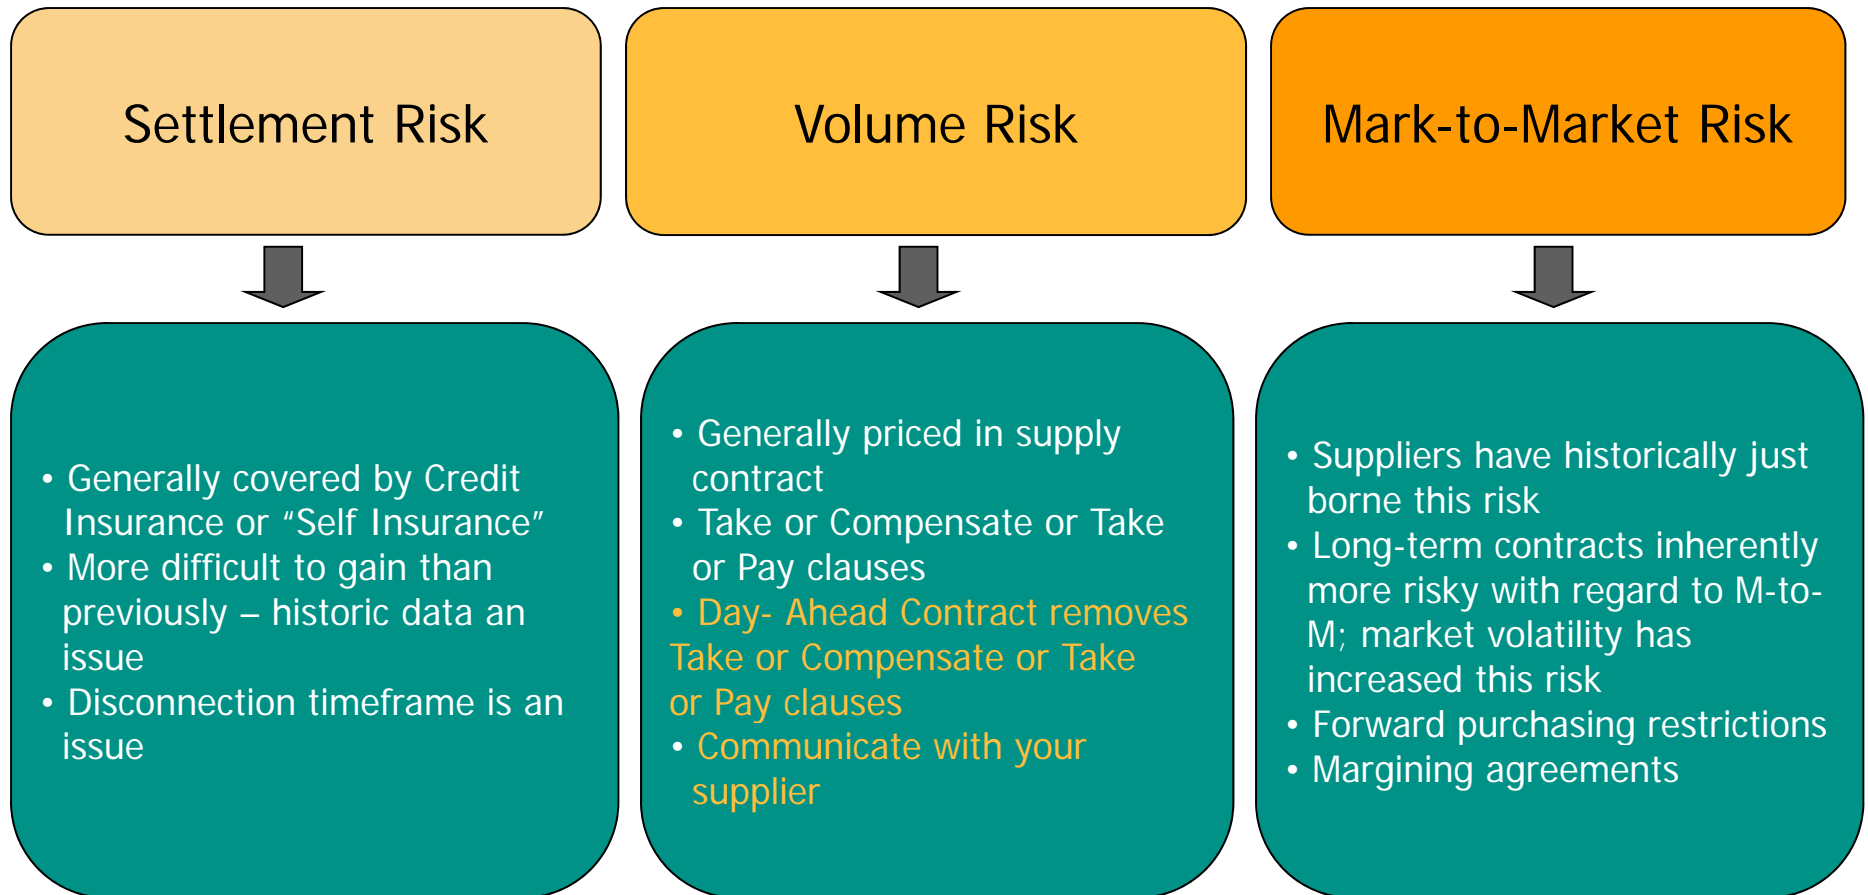 Settlement Risk
Volume Risk
Mark-to-Market Risk
• Generally covered by Credit
Insurance or “Self Insurance”
• More difficult to gain than
previously – historic data an
issue
• Disconnection timeframe is an
issue
• Generally priced in supply
contract
• Take or Compensate or Take
or Pay clauses
• Day- Ahead Contract removes
Take or Compensate or Take
or Pay clauses
• Communicate with your
supplier
• Suppliers have historically just
borne this risk
• Long-term contracts inherently
more risky with regard to M-to-
M; market volatility has
increased this risk
• Forward purchasing restrictions
• Margining agreements